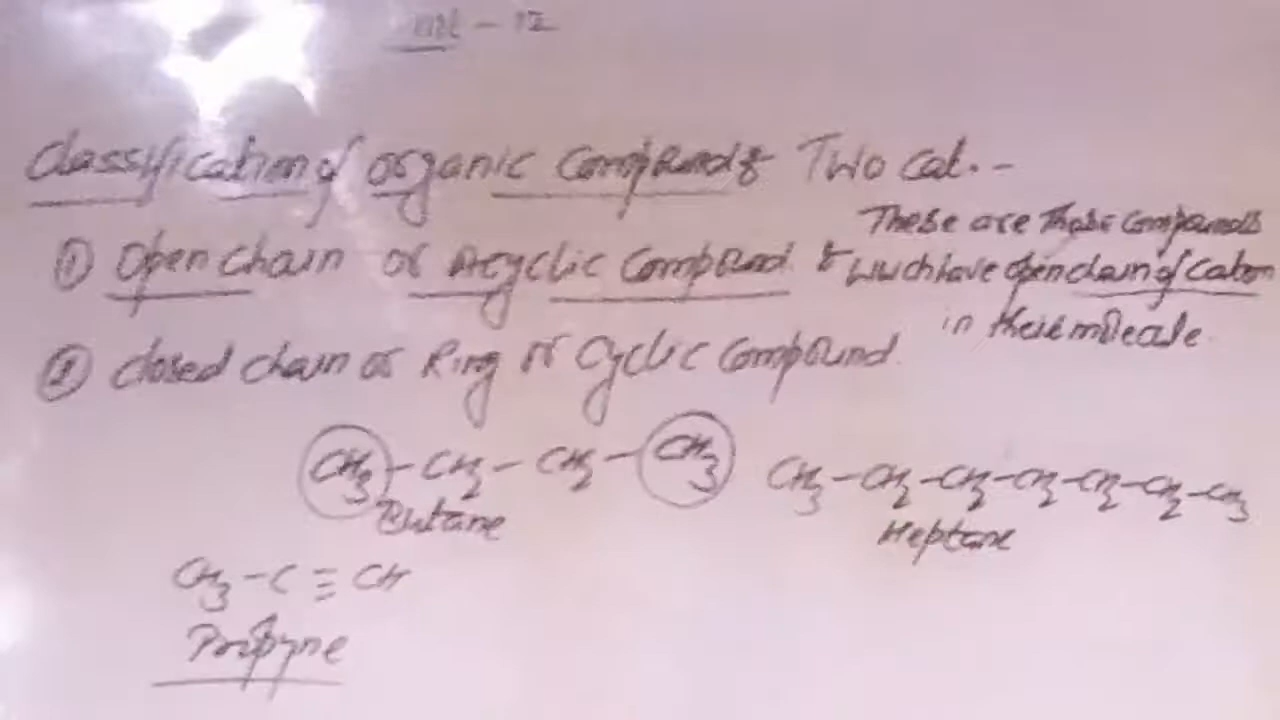 Classification of organic Compounds Two Cat. -
① Open chain or Acyclic Compound : These are those compounds
which have open chain of Carbon
in their molecule
② closed chain or Ring or Cyclic Compound
CH3 - CH2 - CH2 - CH3
Butane
CH3 - CH2 - CH2 - CH2 - CH2 - CH2 - CH3
Heptane
CH3 - C ≡ CH
Propyne